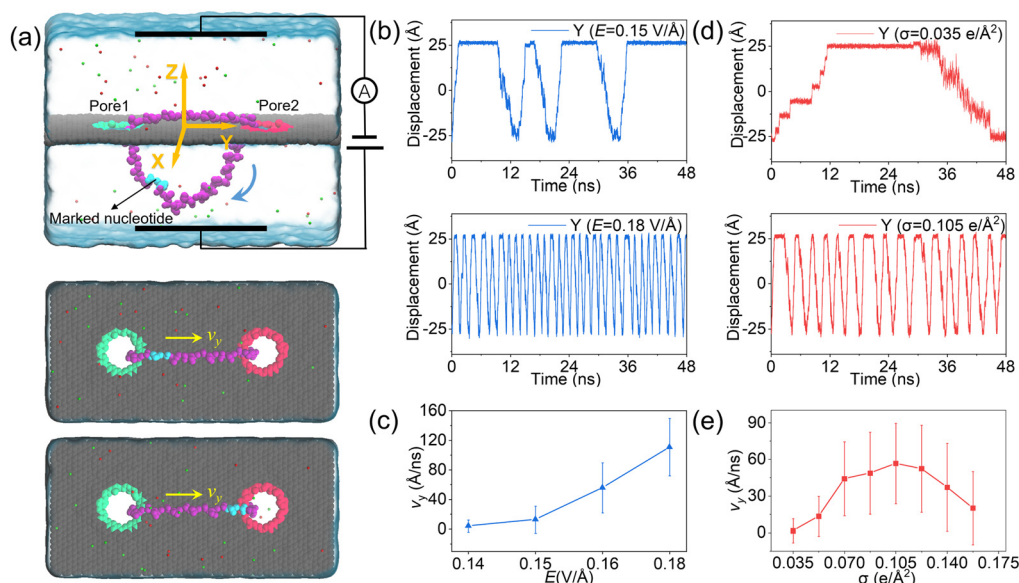 (a)
Z
Pore1
Pore2
Y
X
Marked nucleotide
A
v_y
v_y
(b)
Displacement (Å)
25
0
-25
Y (E=0.15 V/Å)
0 12 24 36 48
Time (ns)
Displacement (Å)
25
0
-25
Y (E=0.18 V/Å)
0 12 24 36 48
Time (ns)
(c)
v_y (Å/ns)
160
120
80
40
0
0.14 0.15 0.16 0.18
E(V/Å)
(d)
Displacement (Å)
25
0
-25
Y (σ=0.035 e/Å²)
0 12 24 36 48
Time (ns)
Displacement (Å)
25
0
-25
Y (σ=0.105 e/Å²)
0 12 24 36 48
Time (ns)
(e)
v_y (Å/ns)
90
60
30
0
0.035 0.070 0.105 0.140 0.175
σ (e/Å²)